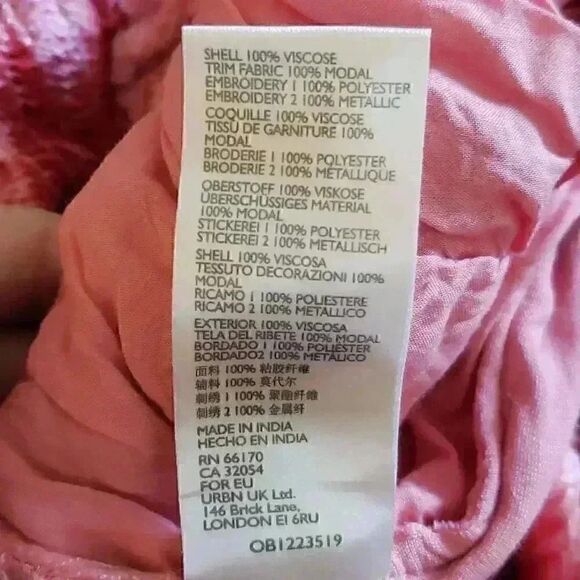 SHELL 100% VISCOSE
TRIM FABRIC 100% MODAL
EMBROIDERY 1 100% POLYESTER
EMBROIDERY 2 100% METALLIC
COQUILLE 100% VISCOSE
TISSU DE GARNITURE 100%
MODAL
BRODERIE 1 100% POLYESTER
BRODERIE 2 100% MÉTALLIQUE
OBERSTOFF 100% VISKOSE
ÜBERSCHÜSSIGES MATERIAL
100% MODAL
STICKEREI 1 100% POLYESTER
STICKEREI 2 100% METALLISCH
SHELL 100% VISCOSA
TESSUTO DECORAZIONI 100%
MODAL
RICAMO 1 100% POLIESTERE
RICAMO 2 100% METALLICO
EXTERIOR 100% VISCOSA
TELA DEL RIBETE 100% MODAL
BORDADO 1 100% POLIÉSTER
BORDADO2 100% METÁLICO
面料 100% 粘胶纤维
辅料 100% 莫代尔
刺绣 1 100% 聚酯纤维
刺绣 2 100% 金属纤
MADE IN INDIA
HECHO EN INDIA
RN 66170
CA 32054
FOR EU
URBN UK Ltd.
146 Brick Lane,
LONDON E1 6RU
OB1223519